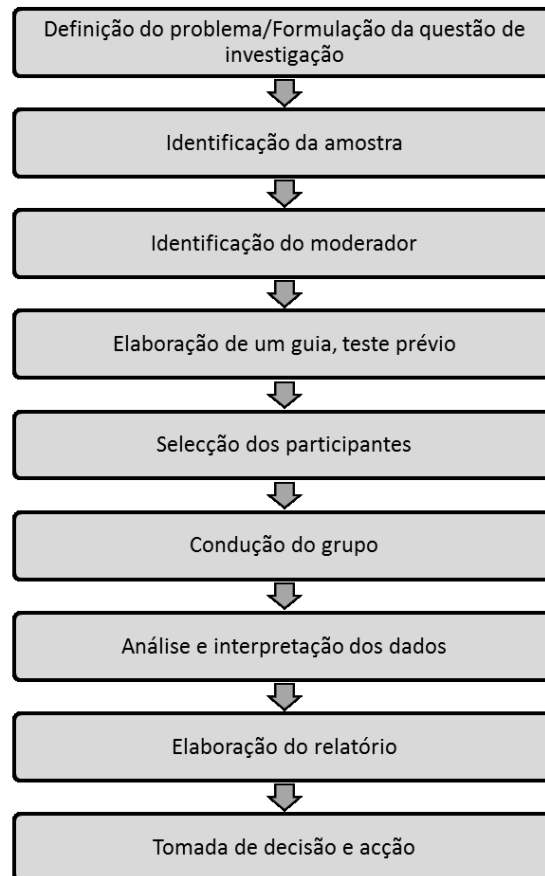 Definição do problema/Formulação da questão de
investigação
Identificação da amostra
Identificação do moderador
Elaboração de um guia, teste prévio
Selecção dos participantes
Condução do grupo
Análise e interpretação dos dados
Elaboração do relatório
Tomada de decisão e acção